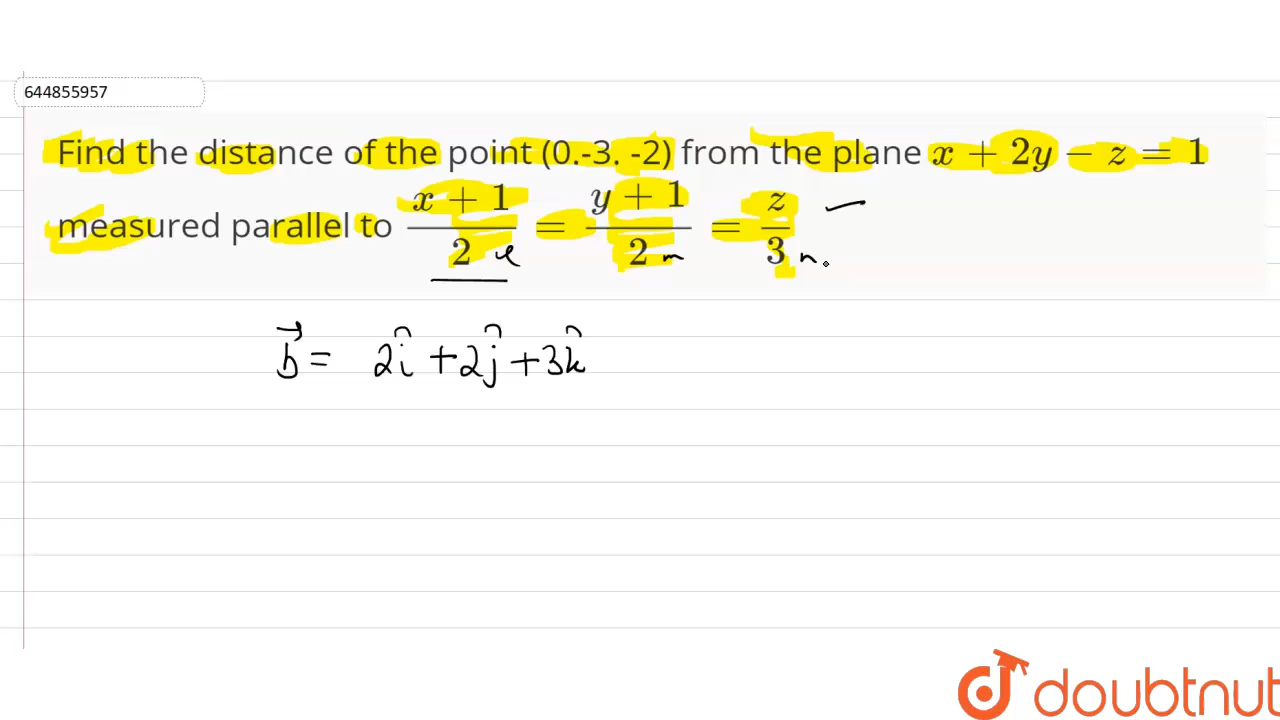 644855957
Find the distance of the point (0.-3. -2) from the plane x + 2y − z = 1
measured parallel to (x + 1)/2 = (y + 1)/2 = z/3
l m n.
b⃗ = 2î + 2ĵ + 3k̂
doubtnut